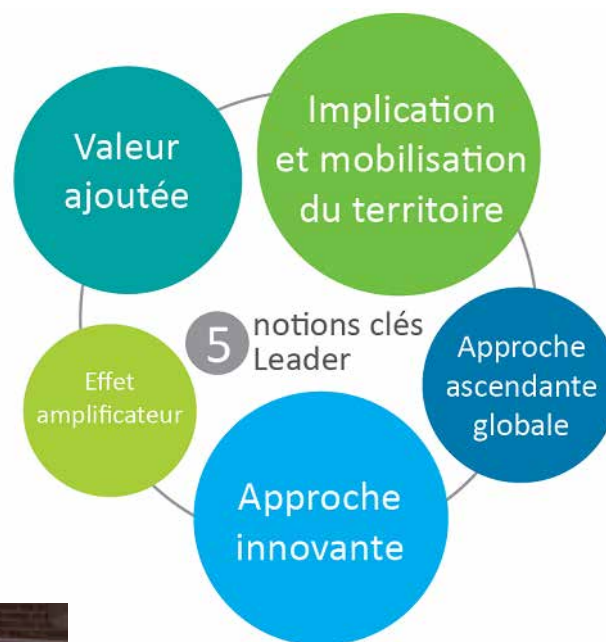 Implication
et mobilisation
du territoire
Valeur
ajoutée
5 notions clés
Leader
Approche
ascendante
globale
Effet
amplificateur
Approche
innovante